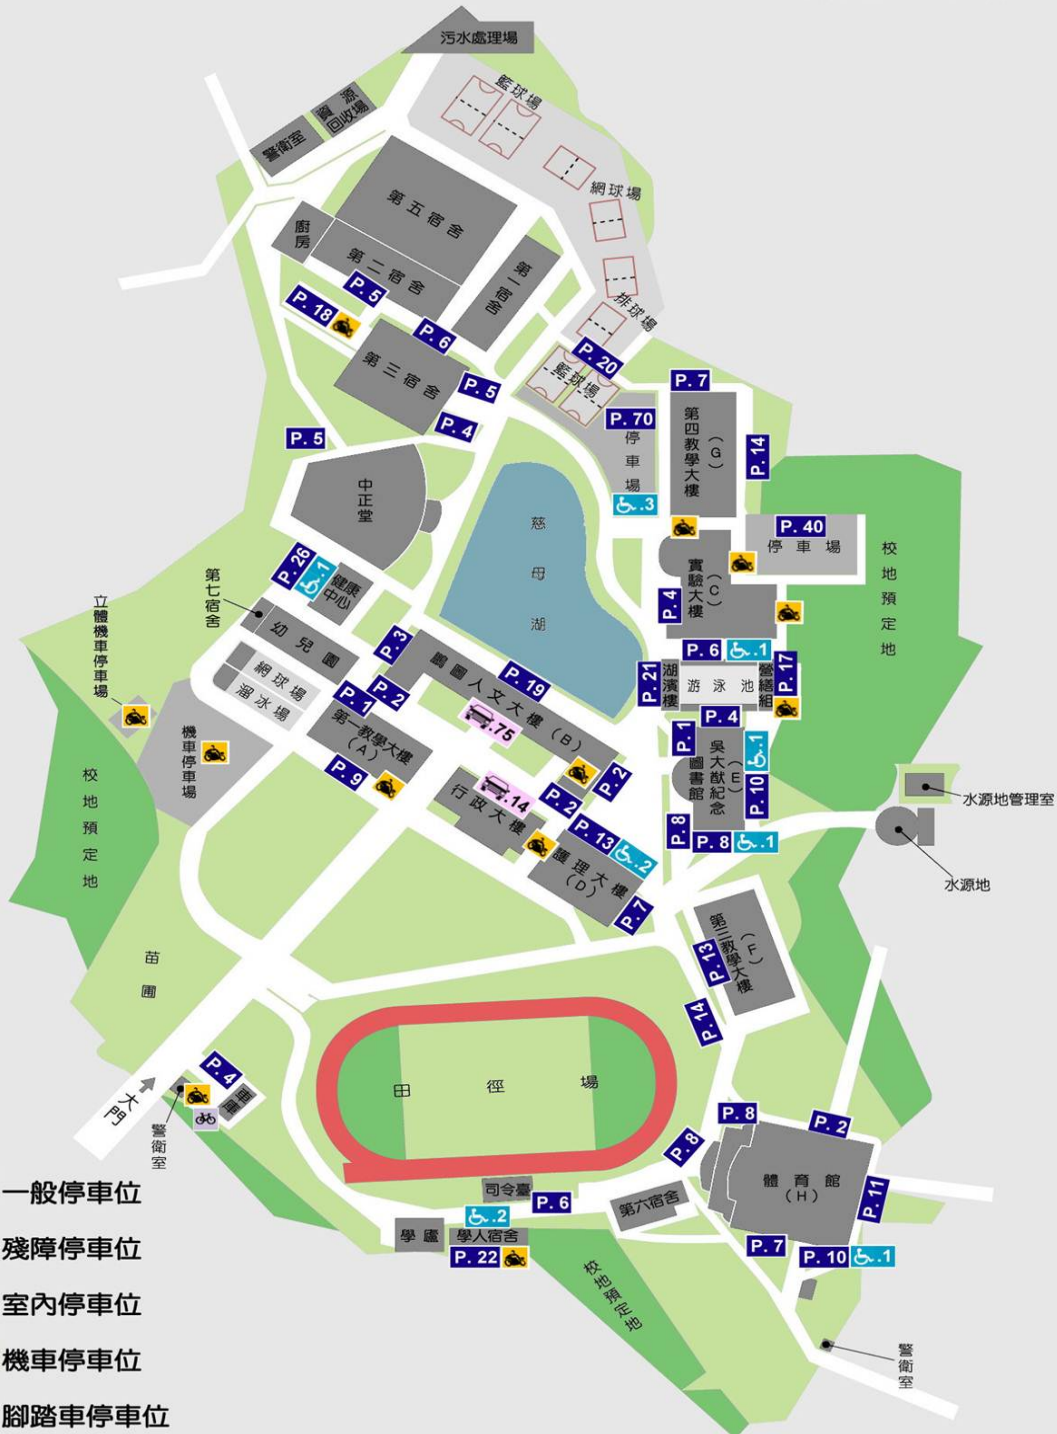 污水處理場
籃球場
資源
回收場
警衛室
網球場
第五宿舍
廚房
第二宿舍
第一宿舍
P. 5
P. 18
排球場
P. 6
P. 20
第三宿舍
籃球場
P. 5
P. 7
P. 70
停車場
第四教學大樓
(G)
P. 14
P. 4
P. 5
中正堂
.3
慈母湖
P. 40
停車場
校地預定地
P. 26
.1
健康
中心
實驗大樓
(C)
P. 4
第七宿舍
立體機車停車場
幼兒園
P. 3
鵬圖人文大樓(B)
P. 6
.1
網球場
溜冰場
P. 1
P. 2
P. 19
P. 21
湖濱樓
游泳池
營繕組
P. 17
.75
第一教學大樓
(A)
P. 4
P. 1
吳大猷紀念
圖書館
(E)
.1
機車停車場
P. 9
P. 2
P. 10
校地預定地
.14
行政大樓
P. 2
水源地管理室
P. 13
.2
P. 8
P. 8
.1
護理大樓
(D)
水源地
P. 7
第三教學大樓
(F)
P. 13
苗圃
P. 14
P. 4
車庫
田徑場
大門
警衛室
P. 8
P. 2
P. 8
體育館
(H)
P. 11
司令臺
P. 6
第六宿舍
.2
學廬
學人宿舍
P. 22
P. 7
P. 10
.1
校地預定地
警衛室
一般停車位
殘障停車位
室內停車位
機車停車位
腳踏車停車位